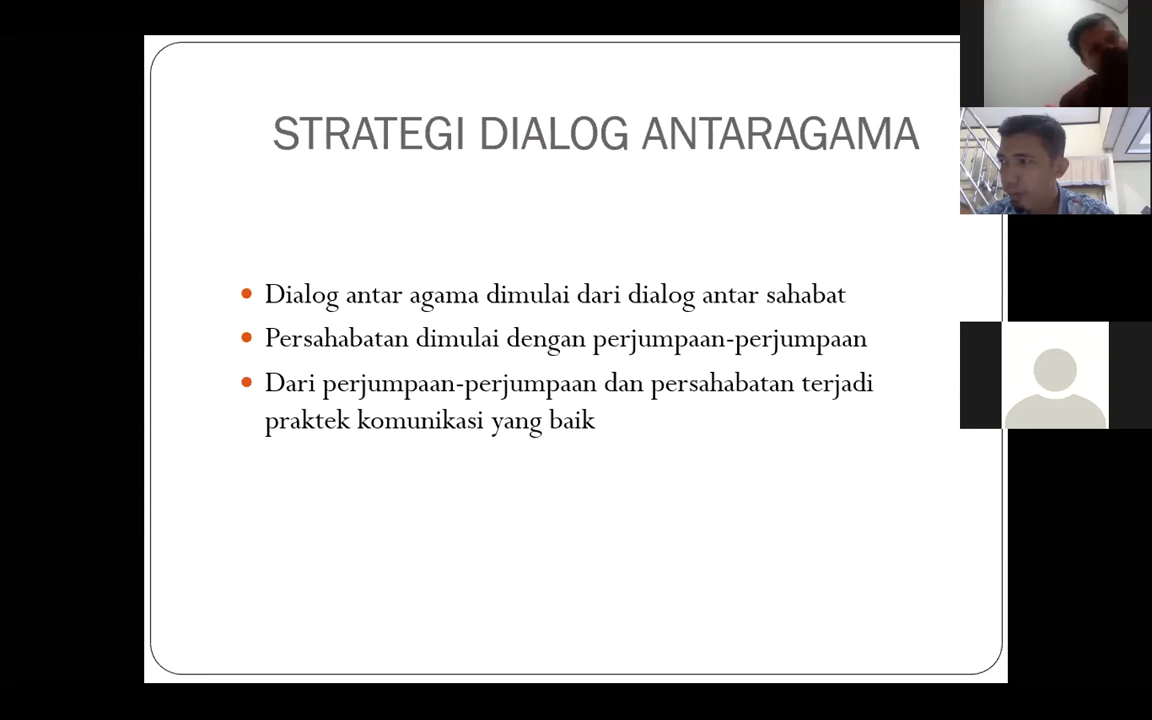 STRATEGI DIALOG ANTARAGAMA
Dialog antar agama dimulai dari dialog antar sahabat
Persahabatan dimulai dengan perjumpaan-perjumpaan
Dari perjumpaan-perjumpaan dan persahabatan terjadi
praktek komunikasi yang baik